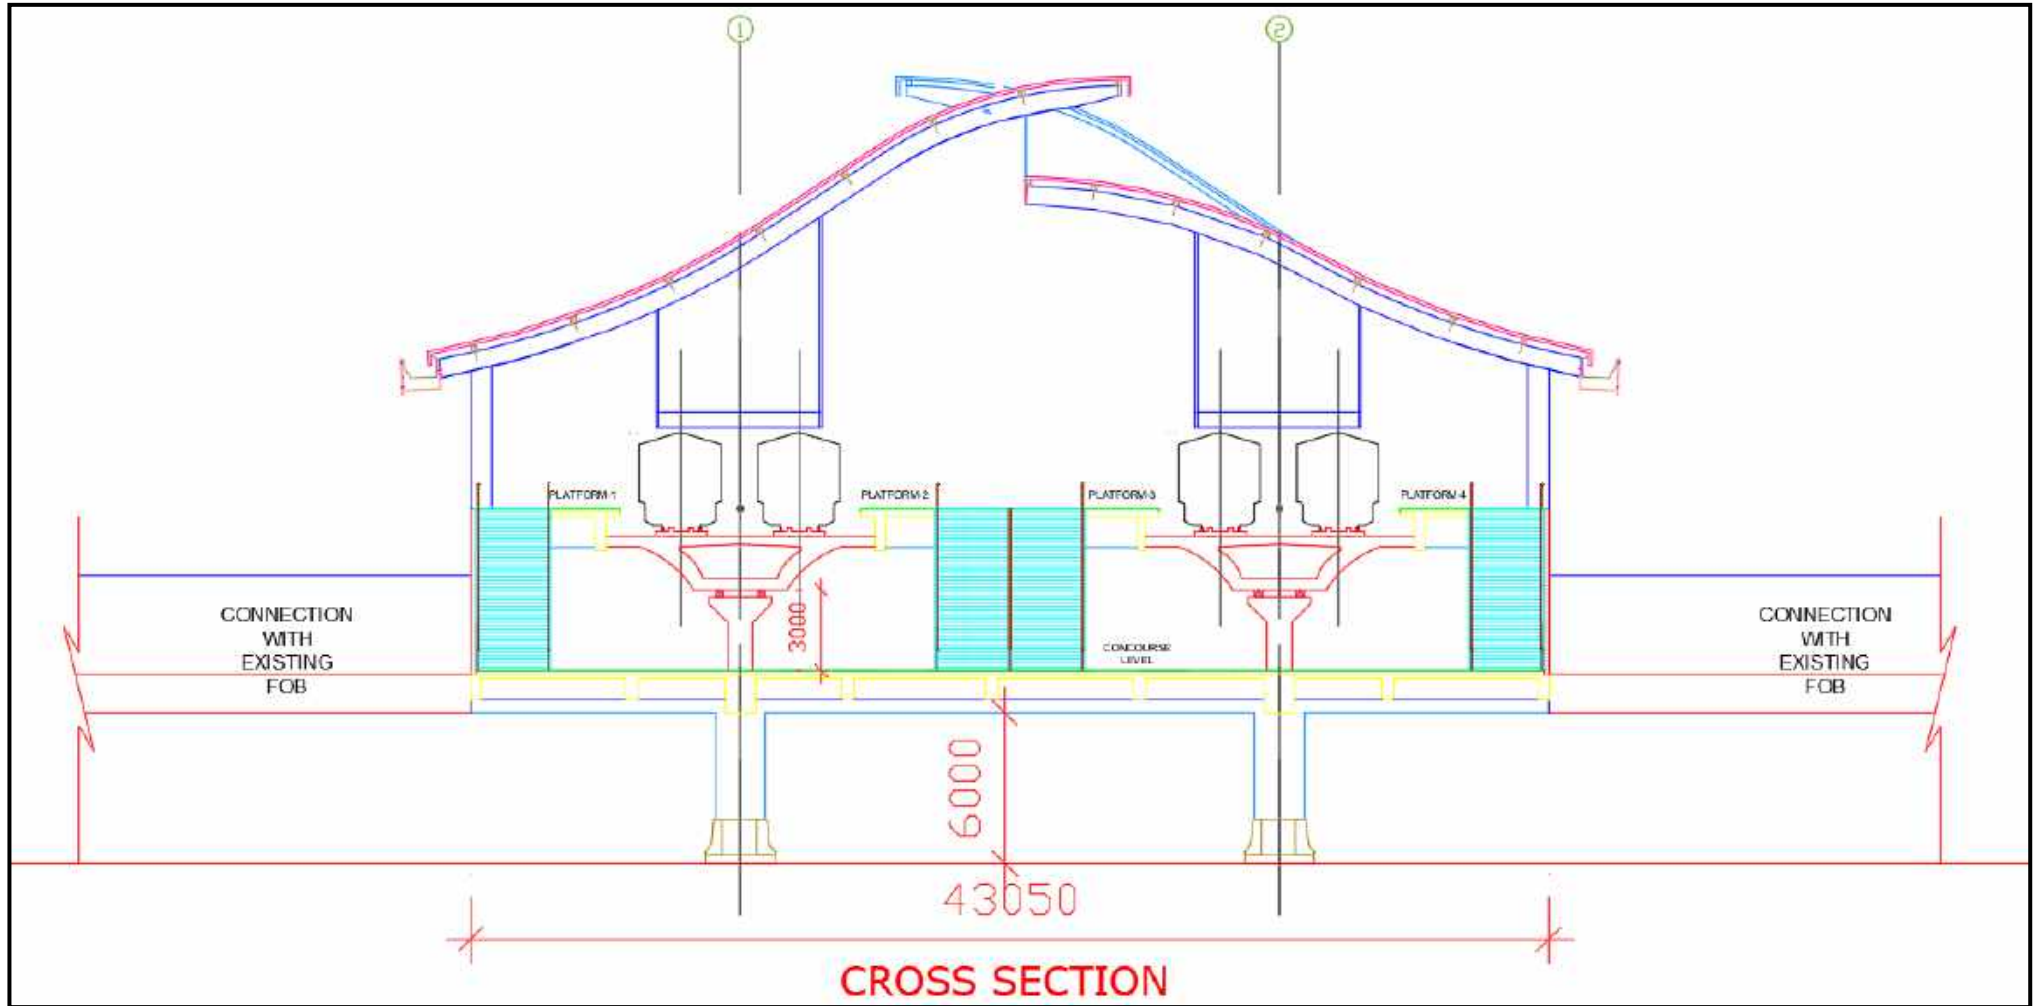 1
2
PLATFORM-1
PLATFORM-2
PLATFORM-3
PLATFORM-4
CONNECTION
WITH
EXISTING
FOB
3000
CONCOURSE
LEVEL
CONNECTION
WITH
EXISTING
FOB
6000
43050
CROSS SECTION